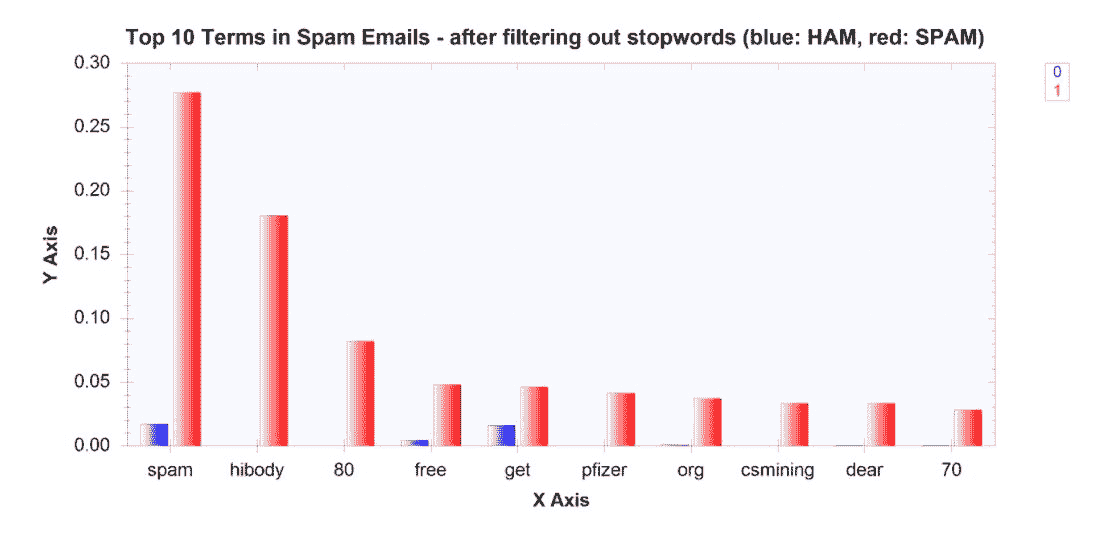 Top 10 Terms in Spam Emails - after filtering out stopwords (blue: HAM, red: SPAM)
0
1
0.30
0.25
0.20
0.15
0.10
0.05
0.00
Y Axis
spam hibody 80 free get pfizer org csmining dear 70
X Axis